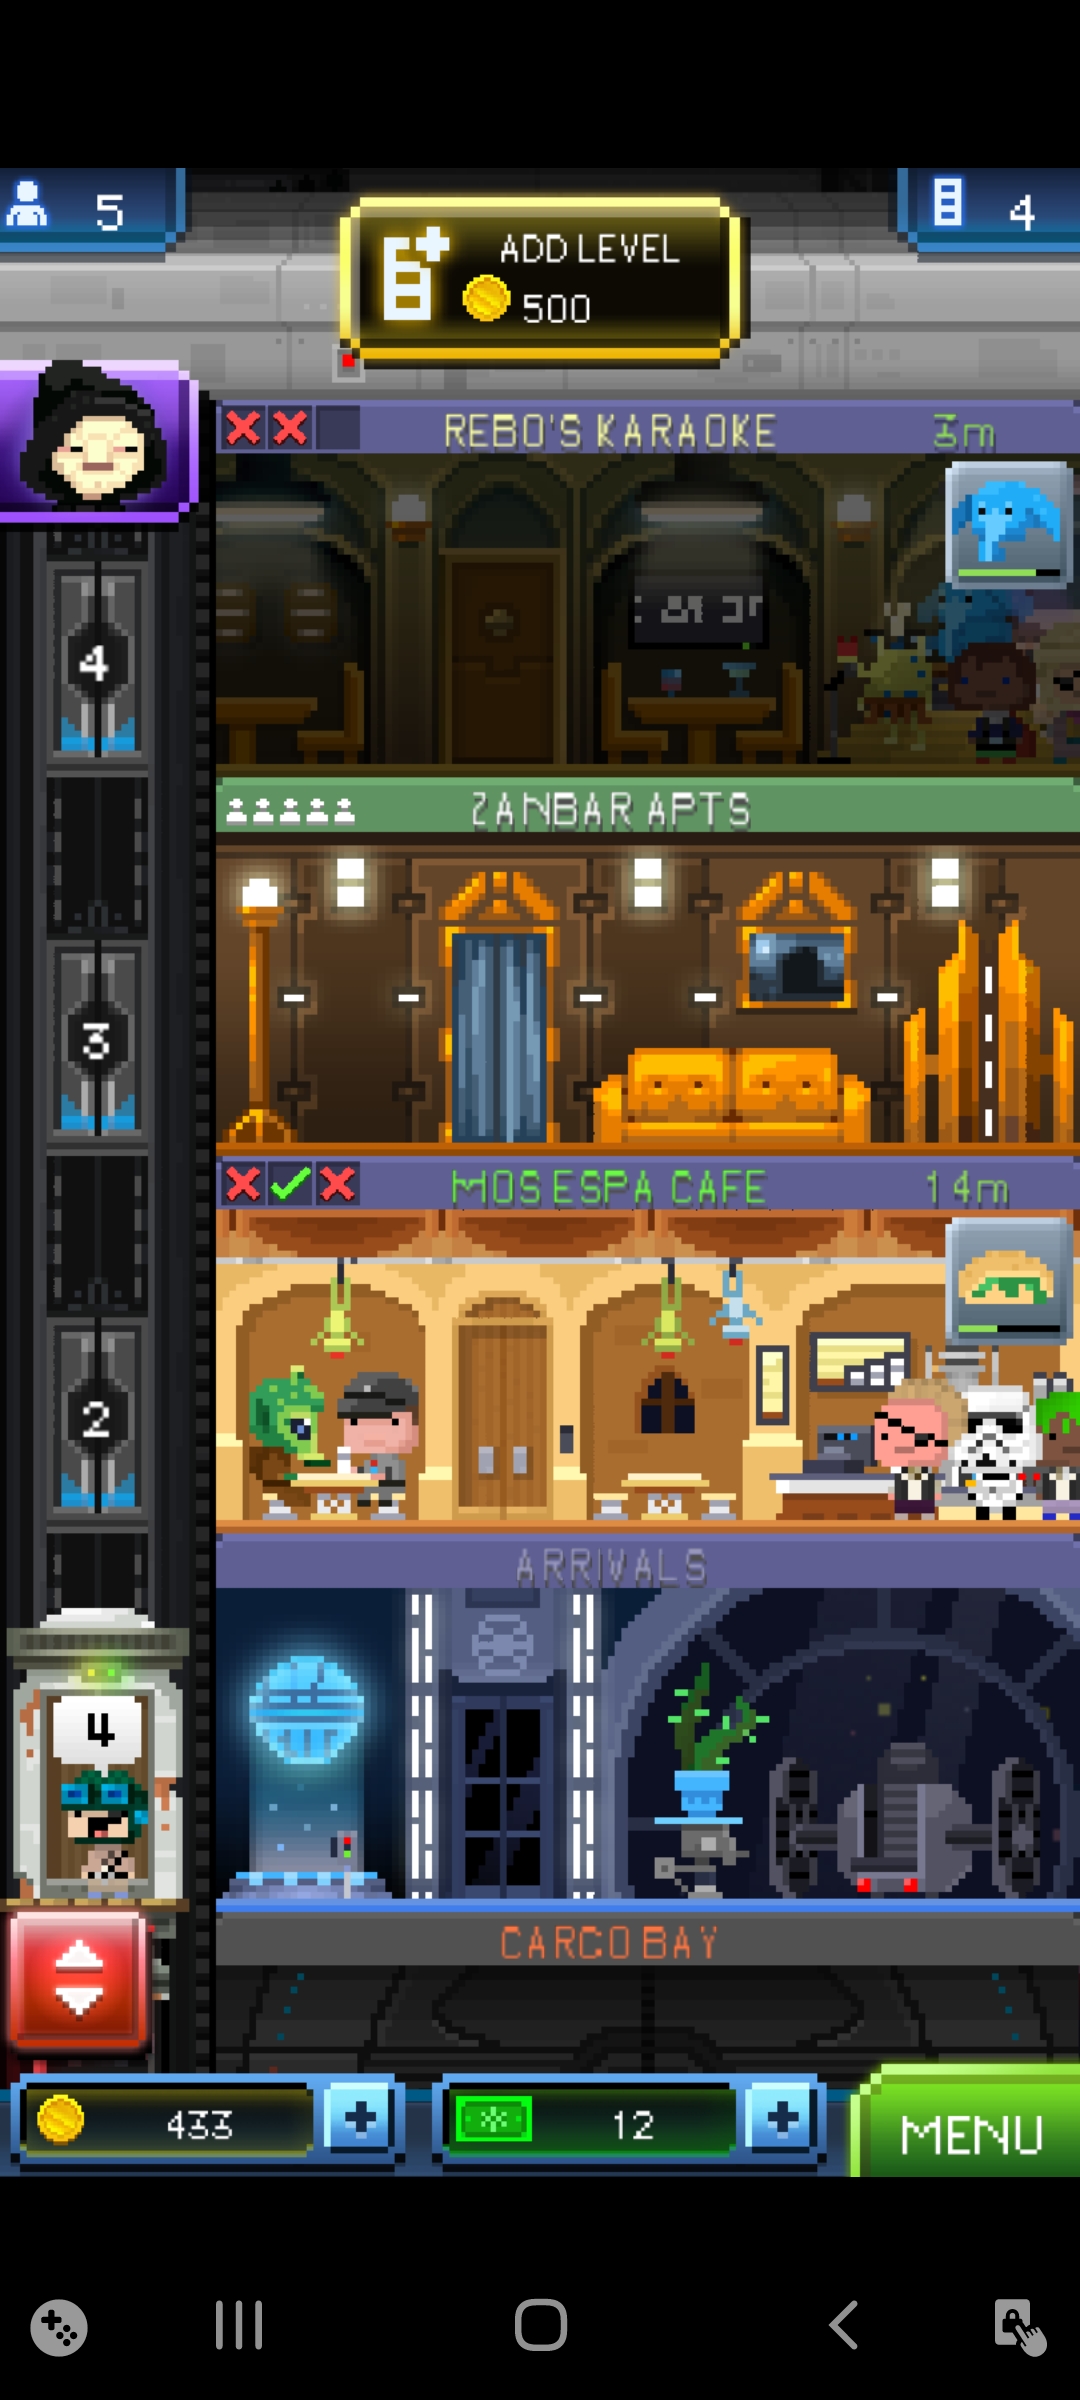 5
ADD LEVEL
500
4
REBO'S KARAOKE
3m
4
ZANBAR APTS
3
MOS ESPA CAFE
14m
2
ARRIVALS
4
CARGO BAY
433
12
MENU